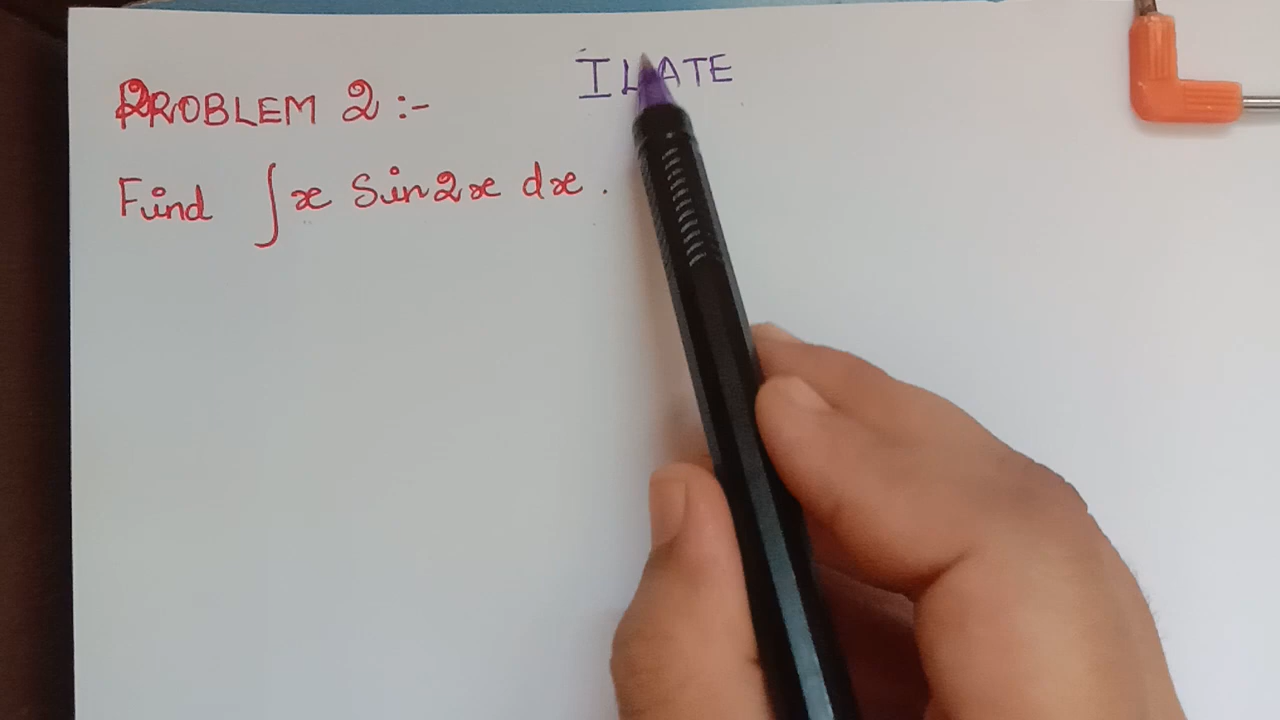 PROBLEM 2 :-
ILATE
Find ∫x Sin2x dx.